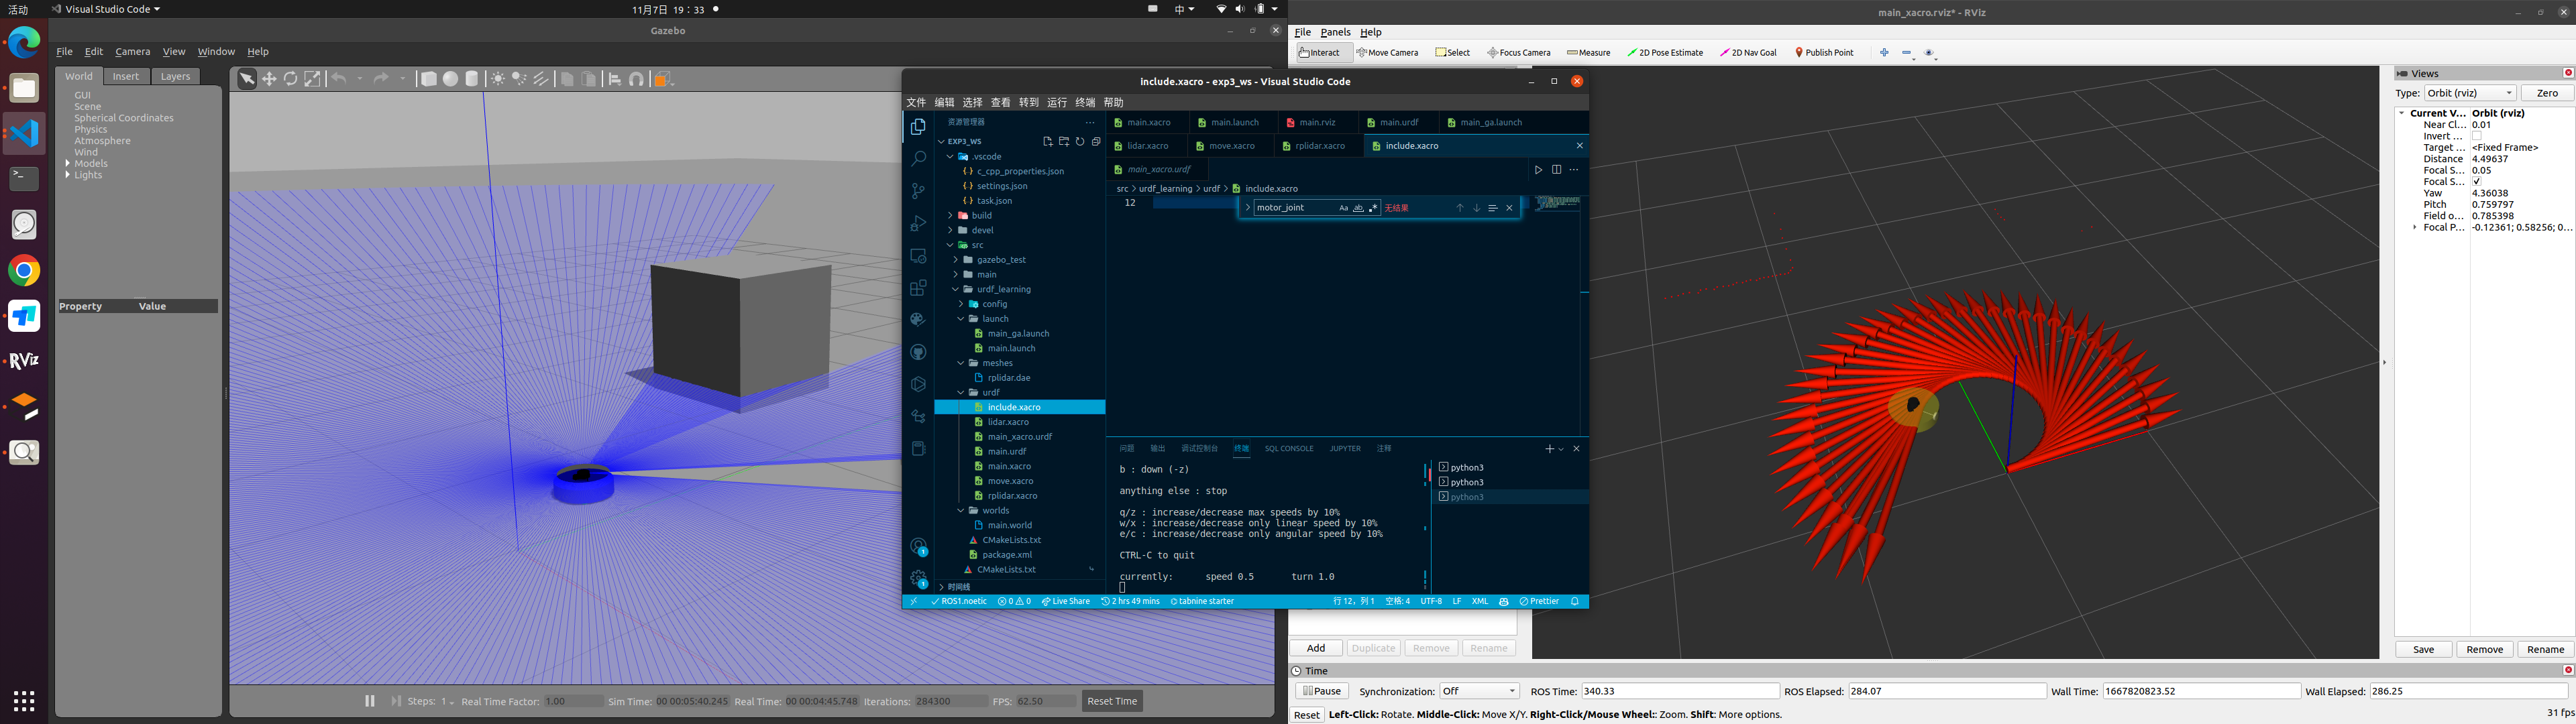 活动 Visual Studio Code 11月7日 19：33 中
Gazebo
File Edit Camera View Window Help
World Insert Layers
GUI
Scene
Spherical Coordinates
Physics
Atmosphere
Wind
Models
Lights
Property Value
Steps: 1 Real Time Factor: 1.00 Sim Time: 00 00:05:40.245 Real Time: 00 00:04:45.748 Iterations: 284300 FPS: 62.50 Reset Time
RViz
include.xacro - exp3_ws - Visual Studio Code
文件 编辑 选择 查看 转到 运行 终端 帮助
资源管理器
EXP3_WS
.vscode
c_cpp_properties.json
settings.json
task.json
build
devel
src
gazebo_test
main
urdf_learning
config
launch
main_ga.launch
main.launch
meshes
rplidar.dae
urdf
include.xacro
lidar.xacro
main_xacro.urdf
main.urdf
main.xacro
move.xacro
rplidar.xacro
worlds
main.world
CMakeLists.txt
package.xml
CMakeLists.txt
时间线
main.xacro main.launch main.rviz main.urdf main_ga.launch
lidar.xacro move.xacro rplidar.xacro include.xacro
main_xacro.urdf
src > urdf_learning > urdf > include.xacro
12
motor_joint Aa ab .* 无结果
问题 输出 调试控制台 终端 SQL CONSOLE JUPYTER 注释
b : down (-z)
anything else : stop
q/z : increase/decrease max speeds by 10%
w/x : increase/decrease only linear speed by 10%
e/c : increase/decrease only angular speed by 10%
CTRL-C to quit
currently: speed 0.5 turn 1.0
python3
python3
python3
ROS1.noetic 0 0 Live Share 2 hrs 49 mins tabnine starter 行 12，列 1 空格: 4 UTF-8 LF XML Prettier
main_xacro.rviz* - RViz
File Panels Help
Interact Move Camera Select Focus Camera Measure 2D Pose Estimate 2D Nav Goal Publish Point
Views
Type: Orbit (rviz) Zero
Current V... Orbit (rviz)
Near Cl... 0.01
Invert ...
Target ... <Fixed Frame>
Distance 4.49637
Focal S... 0.05
Focal S...
Yaw 4.36038
Pitch 0.759797
Field o... 0.785398
Focal P... -0.12361; 0.58256; 0...
Save Remove Rename
Add Duplicate Remove Rename
Time
Pause Synchronization: Off ROS Time: 340.33 ROS Elapsed: 284.07 Wall Time: 1667820823.52 Wall Elapsed: 286.25
Reset Left-Click: Rotate. Middle-Click: Move X/Y. Right-Click/Mouse Wheel:: Zoom. Shift: More options. 31 fps